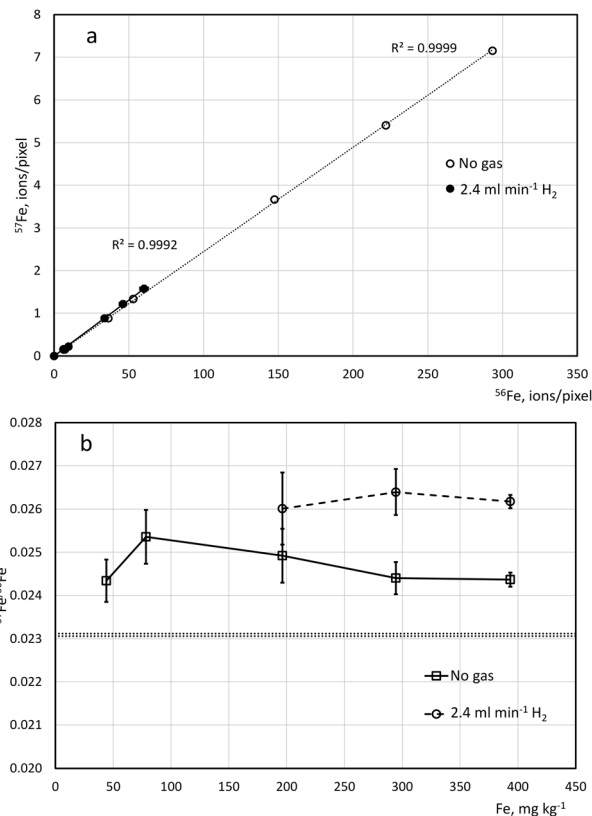 8
a
R² = 0.9999
7
6
5
4
3
2
1
0
⁵⁷Fe, ions/pixel
No gas
2.4 ml min⁻¹ H₂
R² = 0.9992
0 50 100 150 200 250 300 350
⁵⁶Fe, ions/pixel
0.028
b
0.027
0.026
0.025
0.024
0.023
0.022
0.021
0.020
No gas
2.4 ml min⁻¹ H₂
0 50 100 150 200 250 300 350 400 450
Fe, mg kg⁻¹